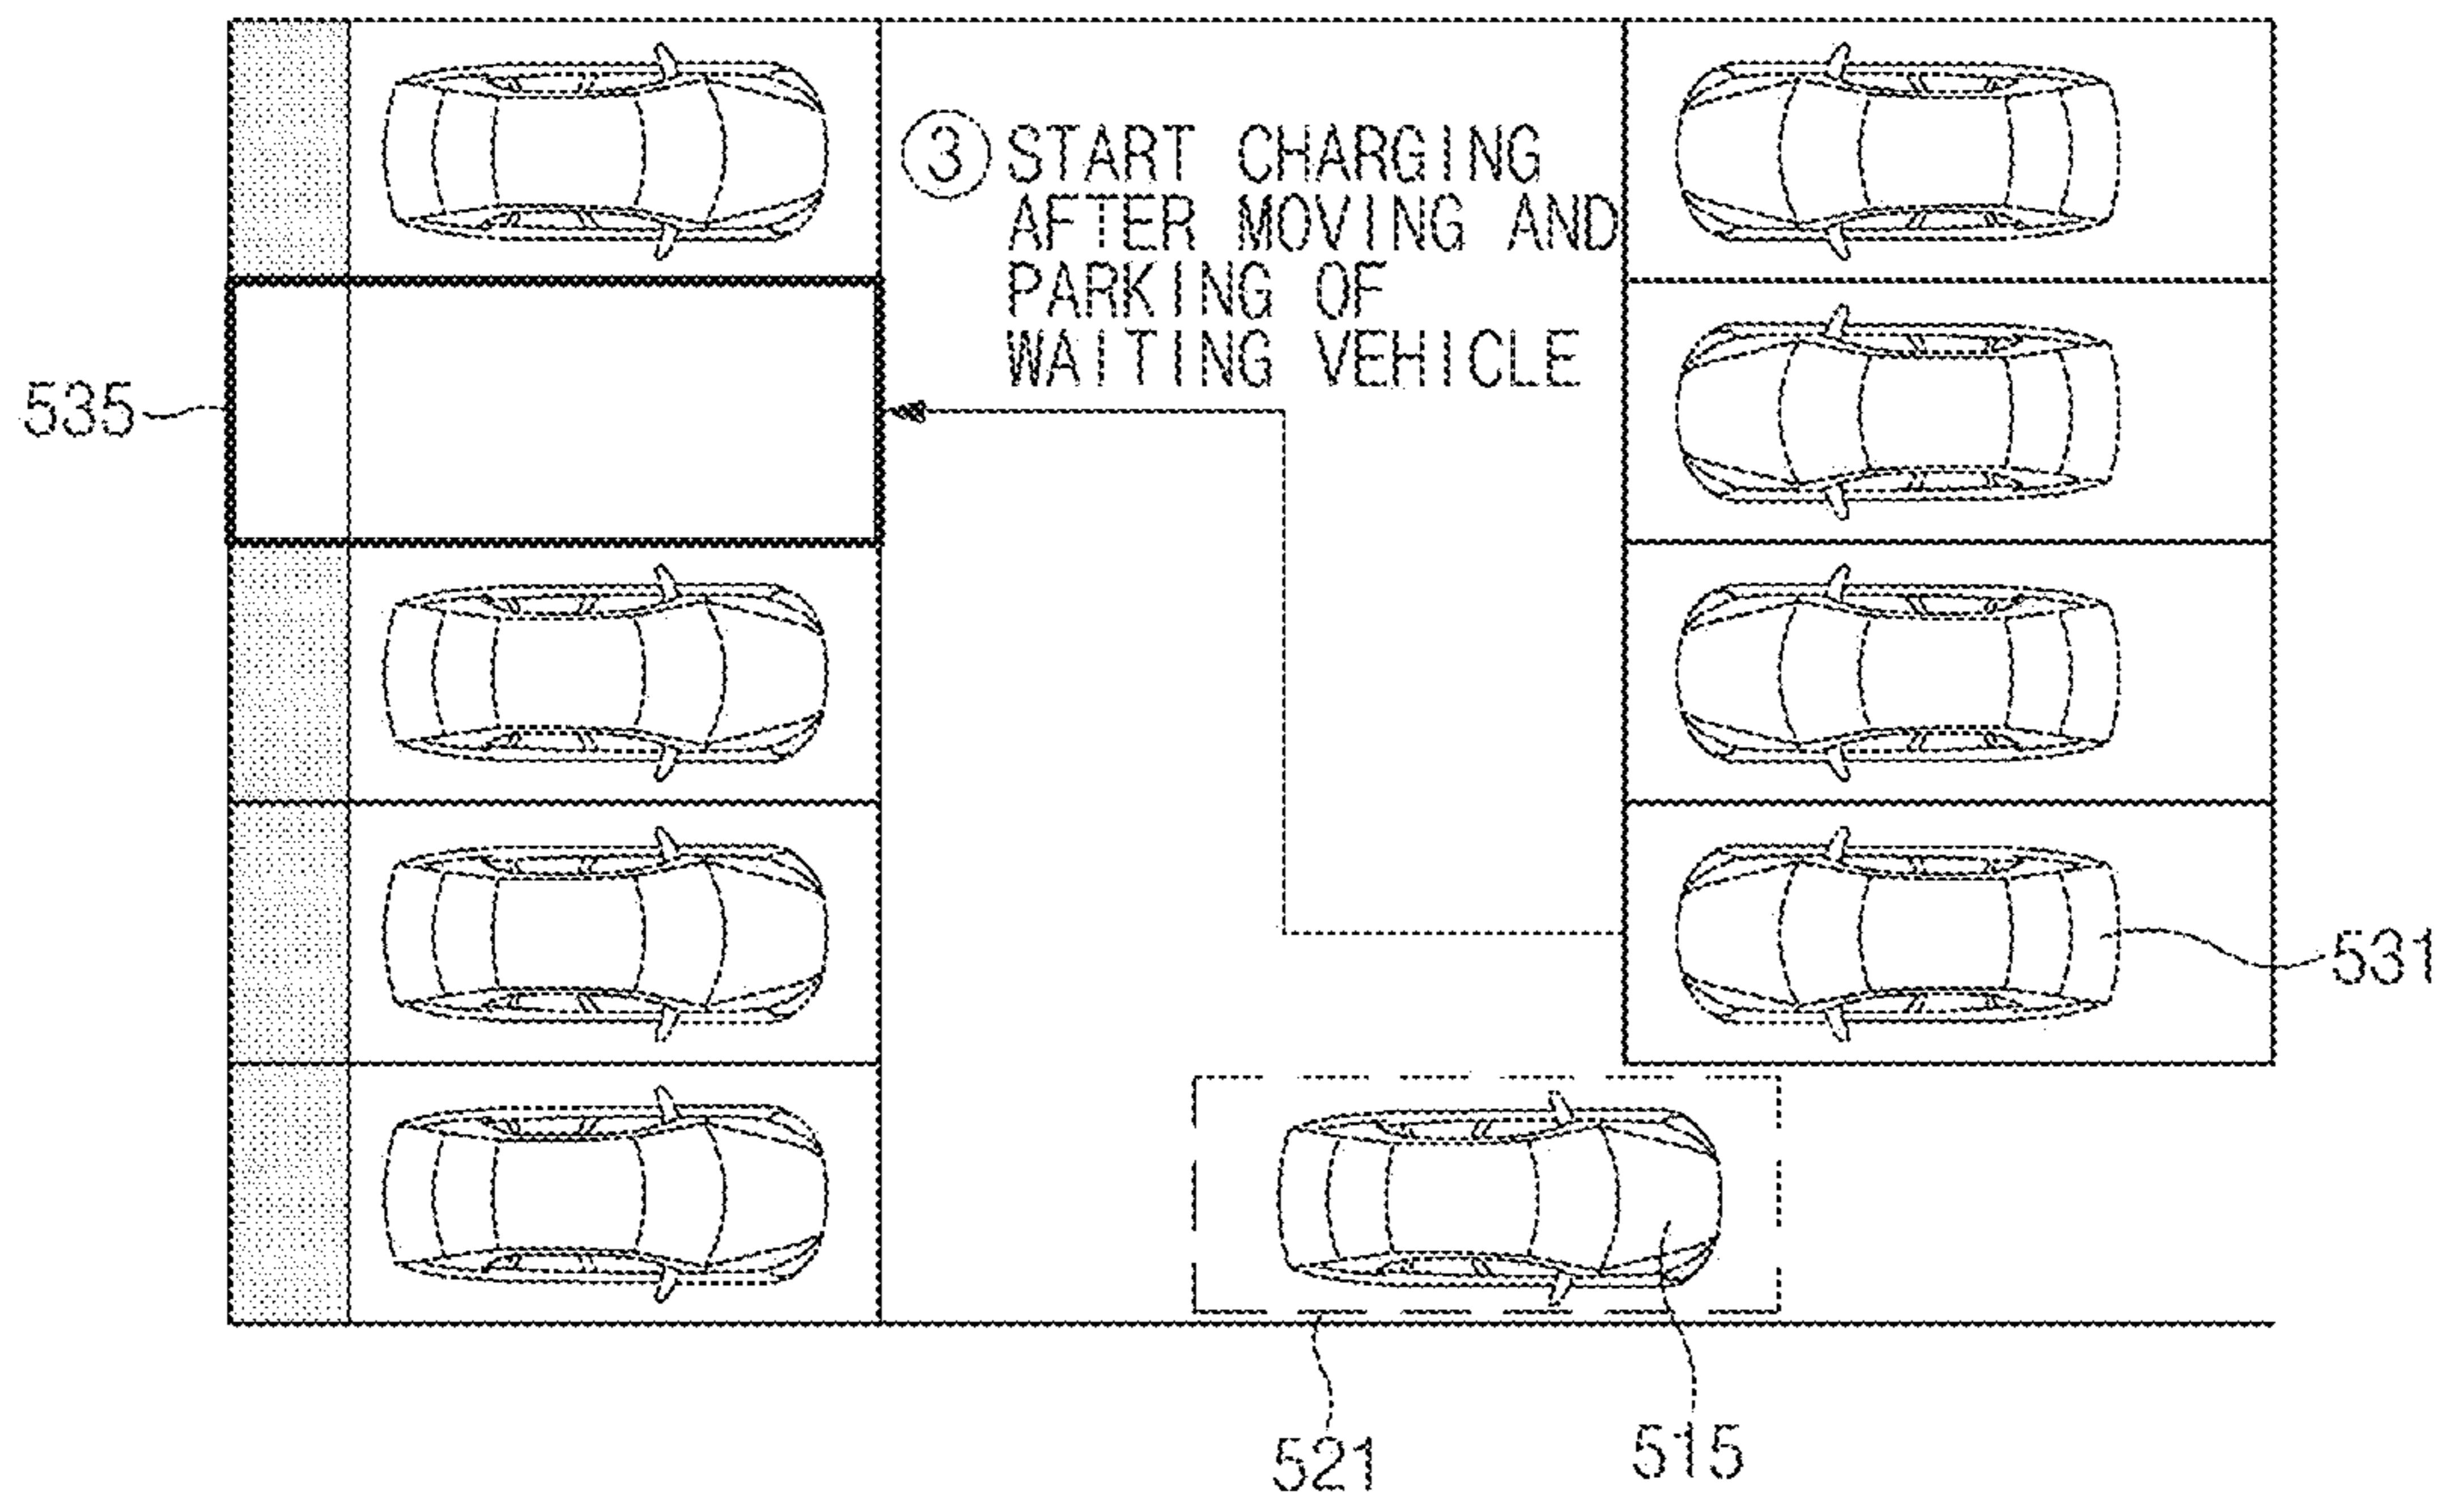 ③ START CHARGING
AFTER MOVING AND
PARKING OF
WAITING VEHICLE
535
531
521
515